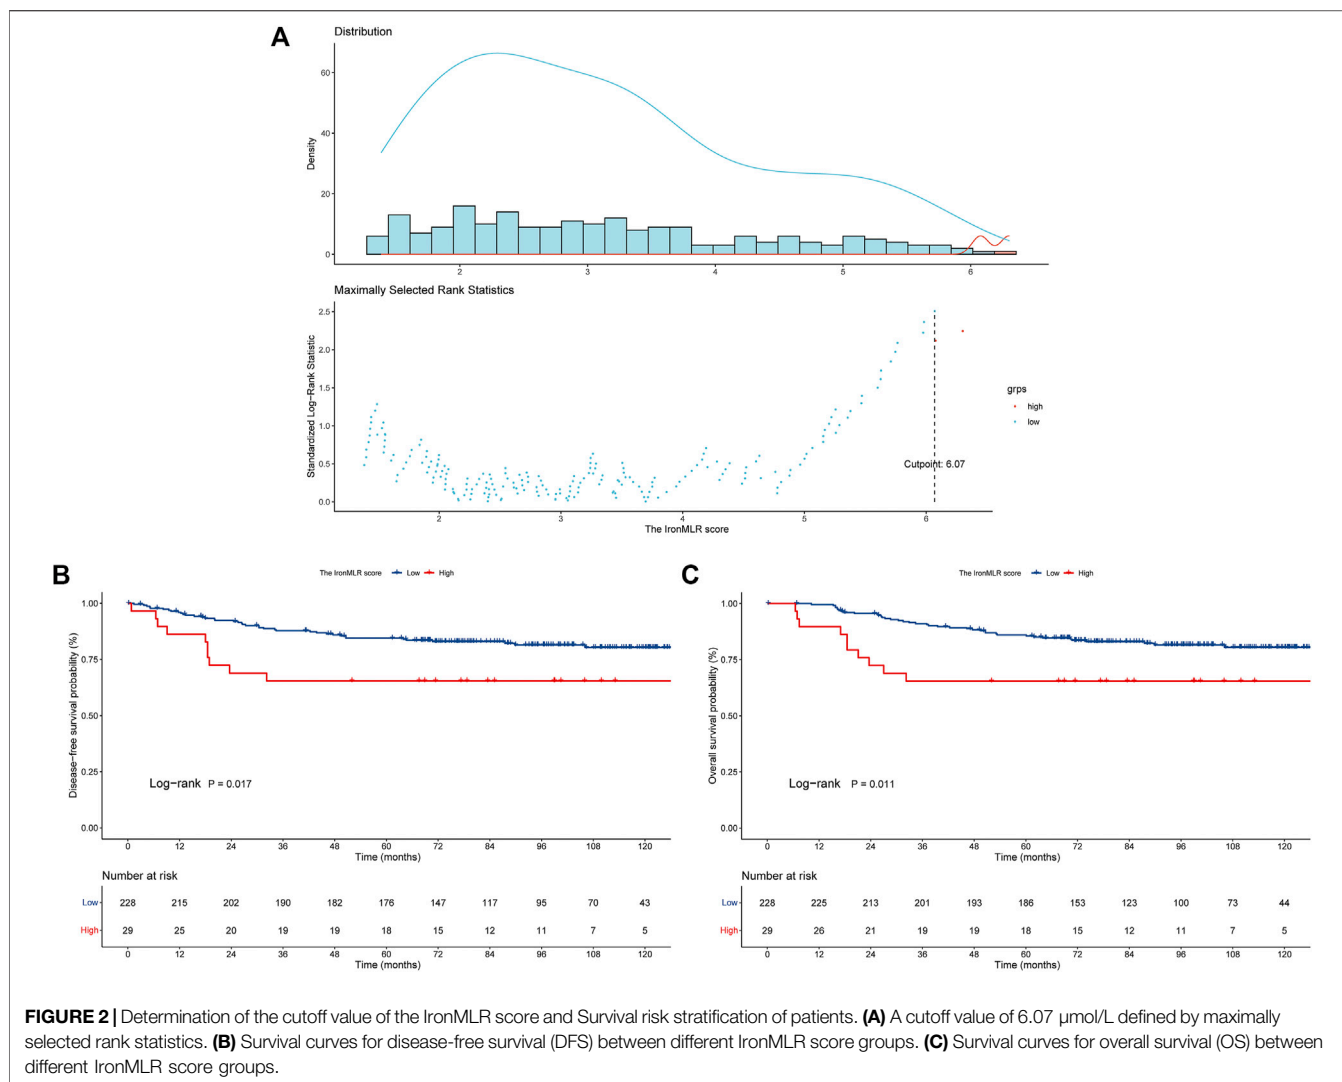 A
Distribution
Density
60
40
20
0
2 3 4 5 6
Maximally Selected Rank Statistics
Standardized Log-Rank Statistic
2.5
2.0
1.5
1.0
0.5
0.0
Cutpoint: 6.07
2 3 4 5 6
The IronMLR score
grps
high
low
B
The IronMLR score Low High
Disease-free survival probability (%)
1.00
0.75
0.50
0.25
0.00
Log-rank P = 0.017
0 12 24 36 48 60 72 84 96 108 120
Time (months)
Number at risk
Low 228 215 202 190 182 176 147 117 95 70 43
High 29 25 20 19 19 18 15 12 11 7 5
0 12 24 36 48 60 72 84 96 108 120
Time (months)
C
The IronMLR score Low High
Overall survival probability (%)
1.00
0.75
0.50
0.25
0.00
Log-rank P = 0.011
0 12 24 36 48 60 72 84 96 108 120
Time (months)
Number at risk
Low 228 225 213 201 193 186 153 123 100 73 44
High 29 26 21 19 19 18 15 12 11 7 5
0 12 24 36 48 60 72 84 96 108 120
Time (months)
FIGURE 2 | Determination of the cutoff value of the IronMLR score and Survival risk stratification of patients. (A) A cutoff value of 6.07 μmol/L defined by maximally
selected rank statistics. (B) Survival curves for disease-free survival (DFS) between different IronMLR score groups. (C) Survival curves for overall survival (OS) between
different IronMLR score groups.